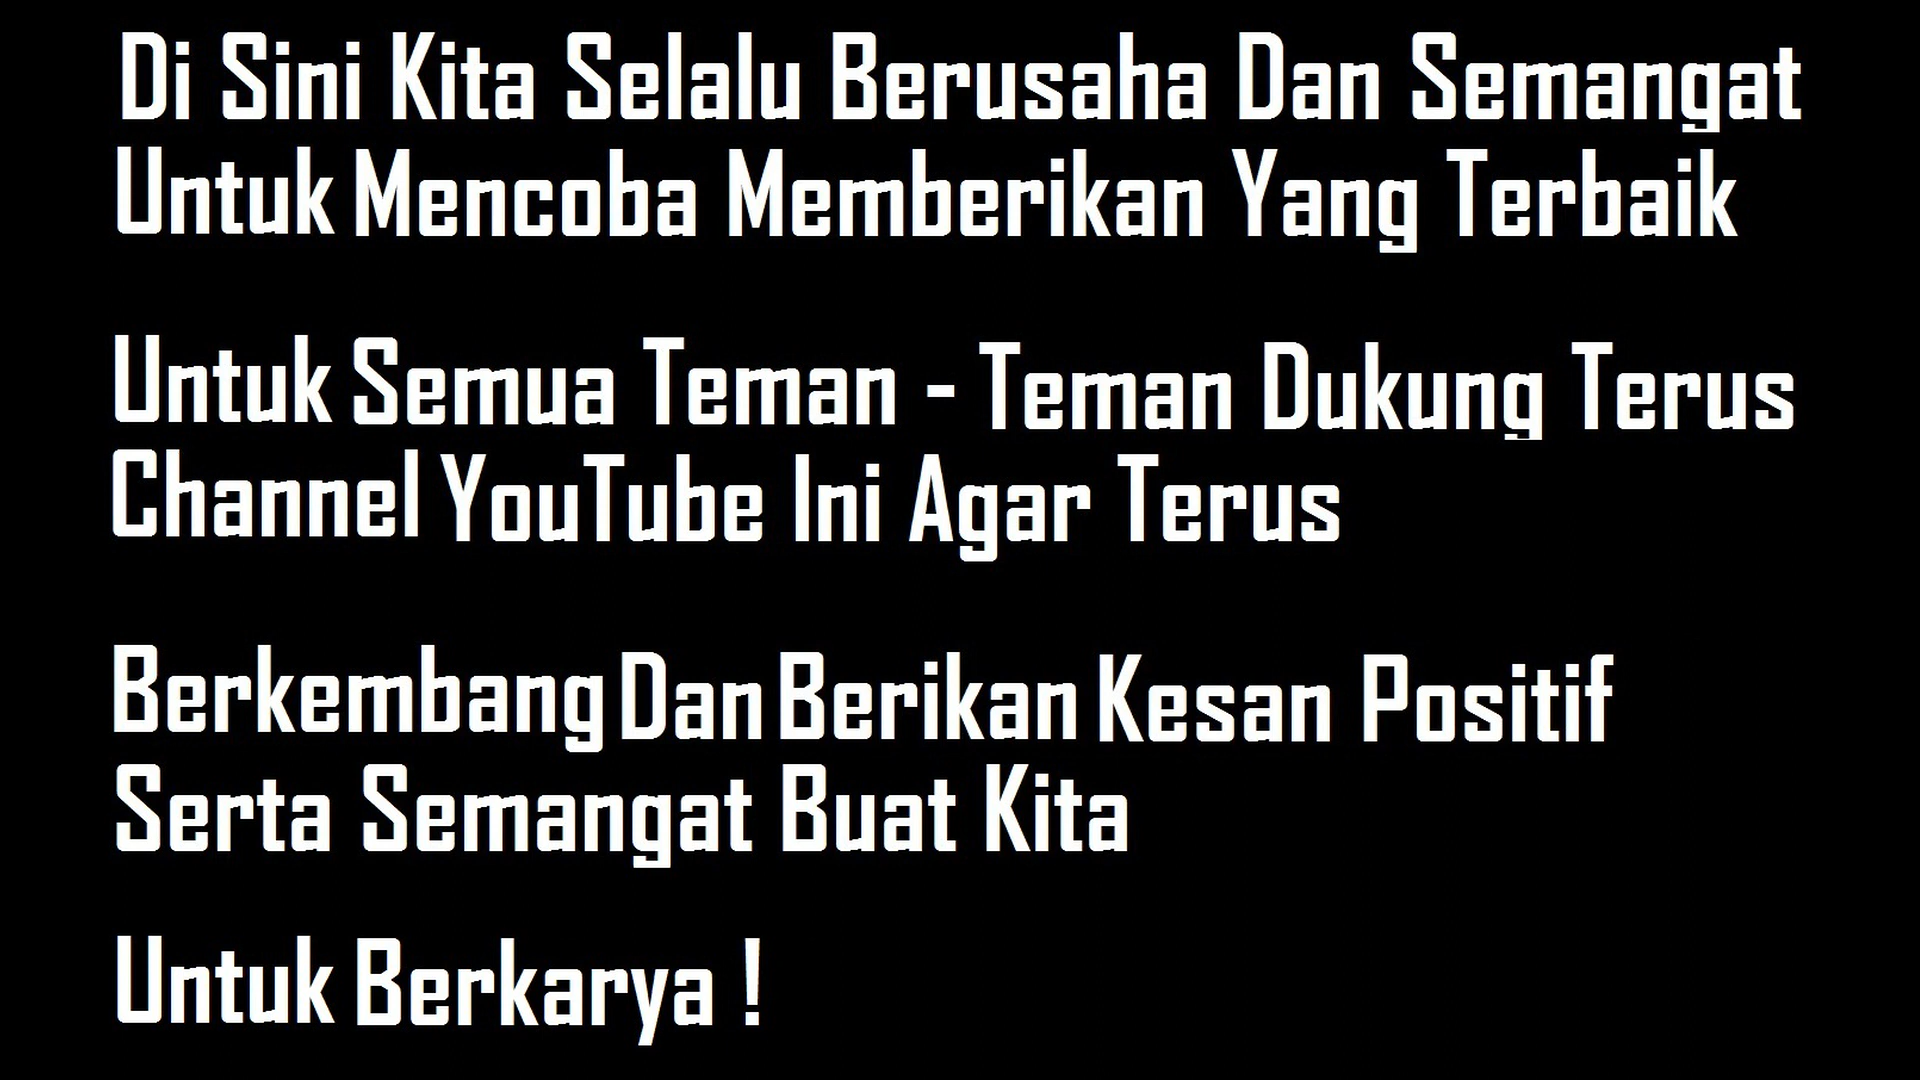 Di Sini Kita Selalu Berusaha Dan Semangat
Untuk Mencoba Memberikan Yang Terbaik
Untuk Semua Teman - Teman Dukung Terus
Channel YouTube Ini Agar Terus
Berkembang Dan Berikan Kesan Positif
Serta Semangat Buat Kita
Untuk Berkarya !